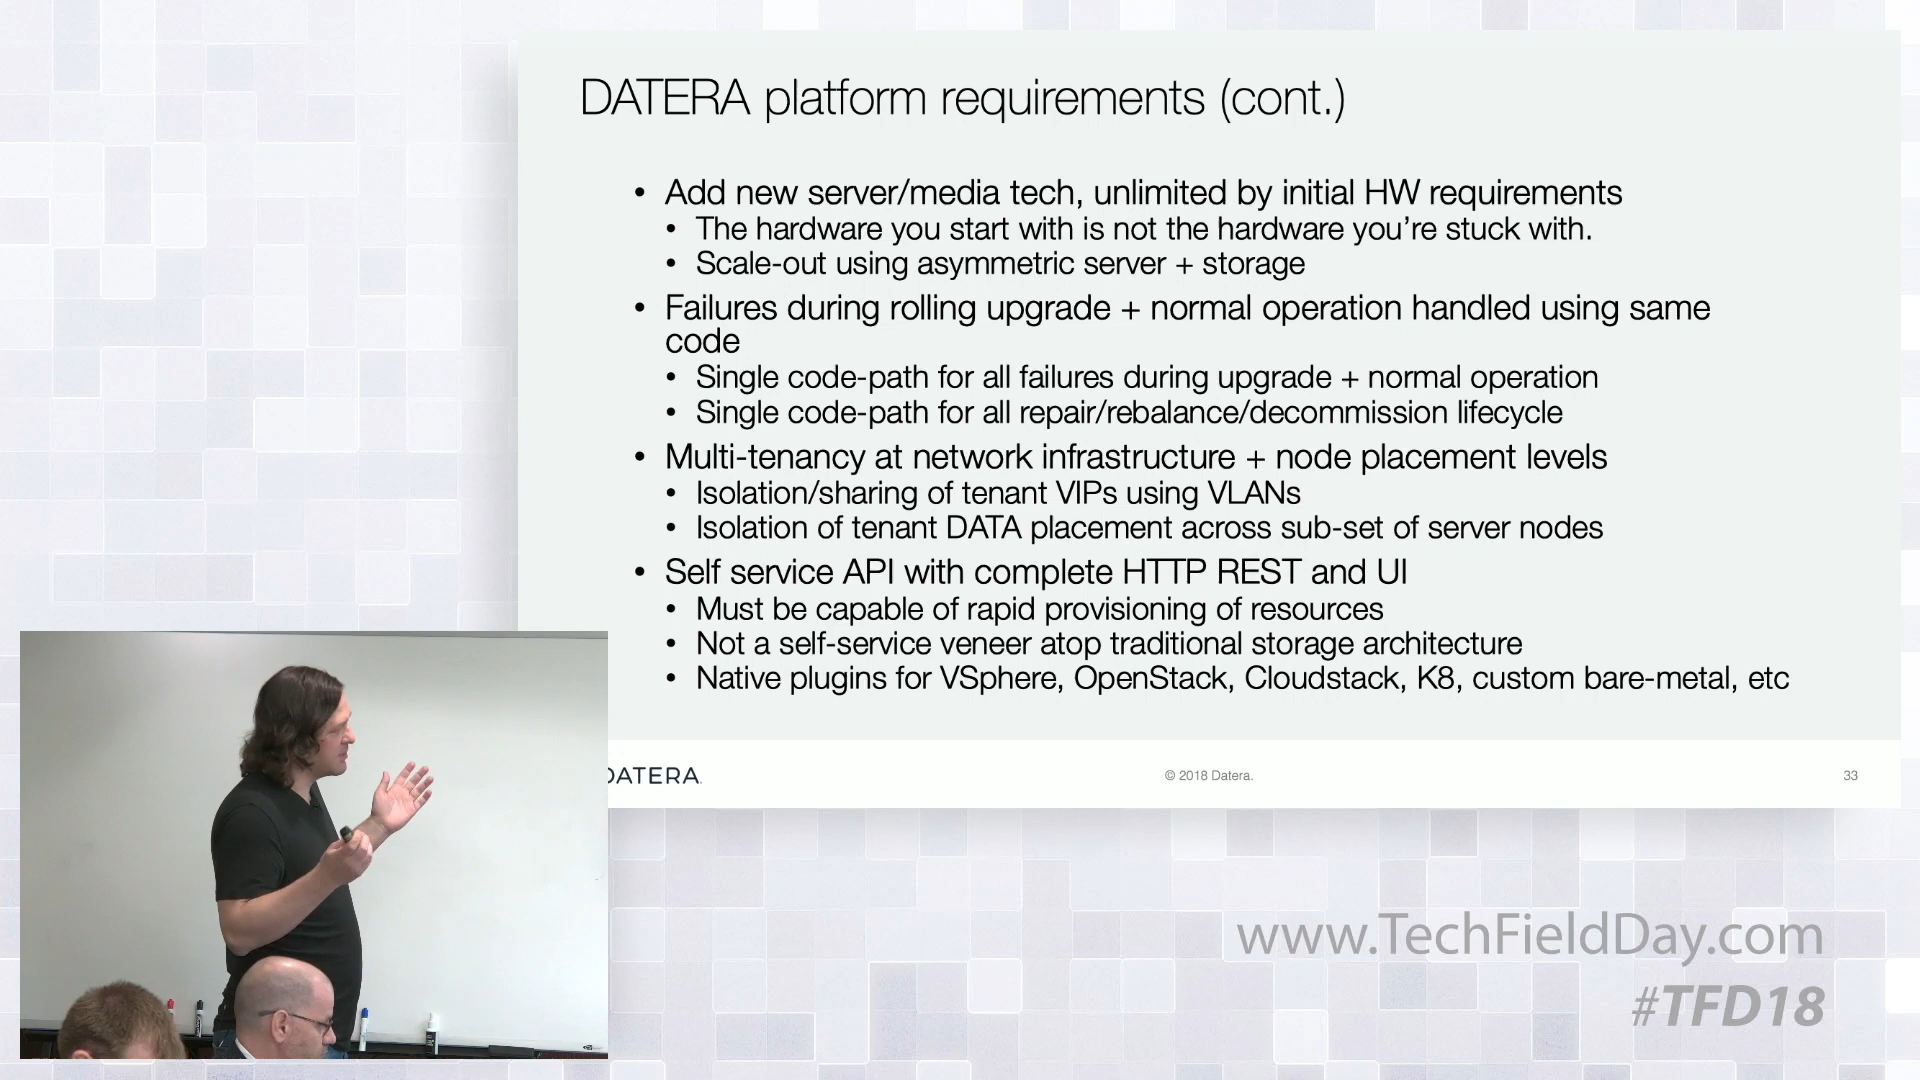 DATERA platform requirements (cont.)
• Add new server/media tech, unlimited by initial HW requirements
• The hardware you start with is not the hardware you're stuck with.
• Scale-out using asymmetric server + storage
• Failures during rolling upgrade + normal operation handled using same
code
• Single code-path for all failures during upgrade + normal operation
• Single code-path for all repair/rebalance/decommission lifecycle
• Multi-tenancy at network infrastructure + node placement levels
• Isolation/sharing of tenant VIPs using VLANs
• Isolation of tenant DATA placement across sub-set of server nodes
• Self service API with complete HTTP REST and UI
• Must be capable of rapid provisioning of resources
• Not a self-service veneer atop traditional storage architecture
• Native plugins for VSphere, OpenStack, Cloudstack, K8, custom bare-metal, etc
DATERA.
© 2018 Datera.
33
www.TechFieldDay.com
#TFD18